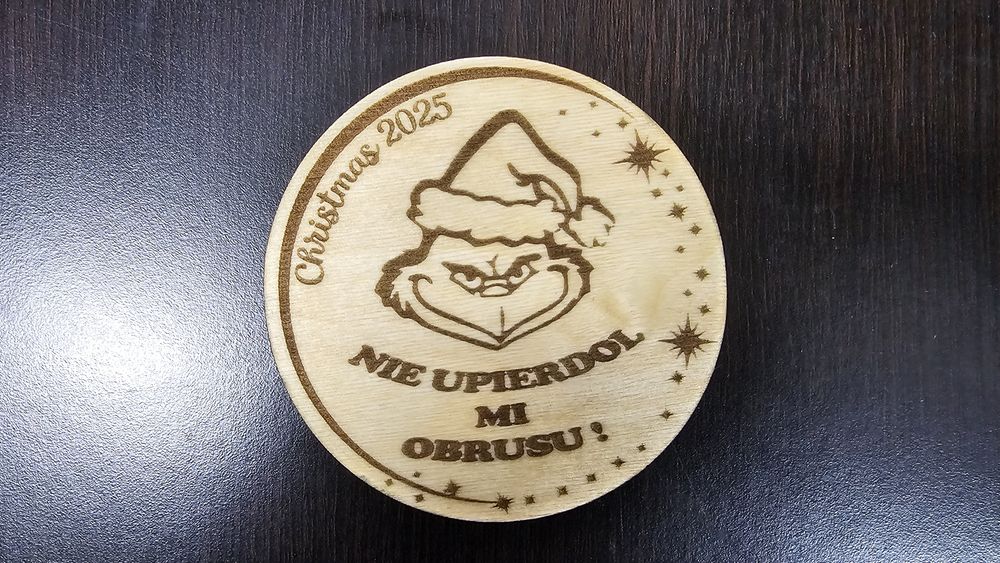 Christmas 2025
NIE UPIERDOL
MI
OBRUSU !